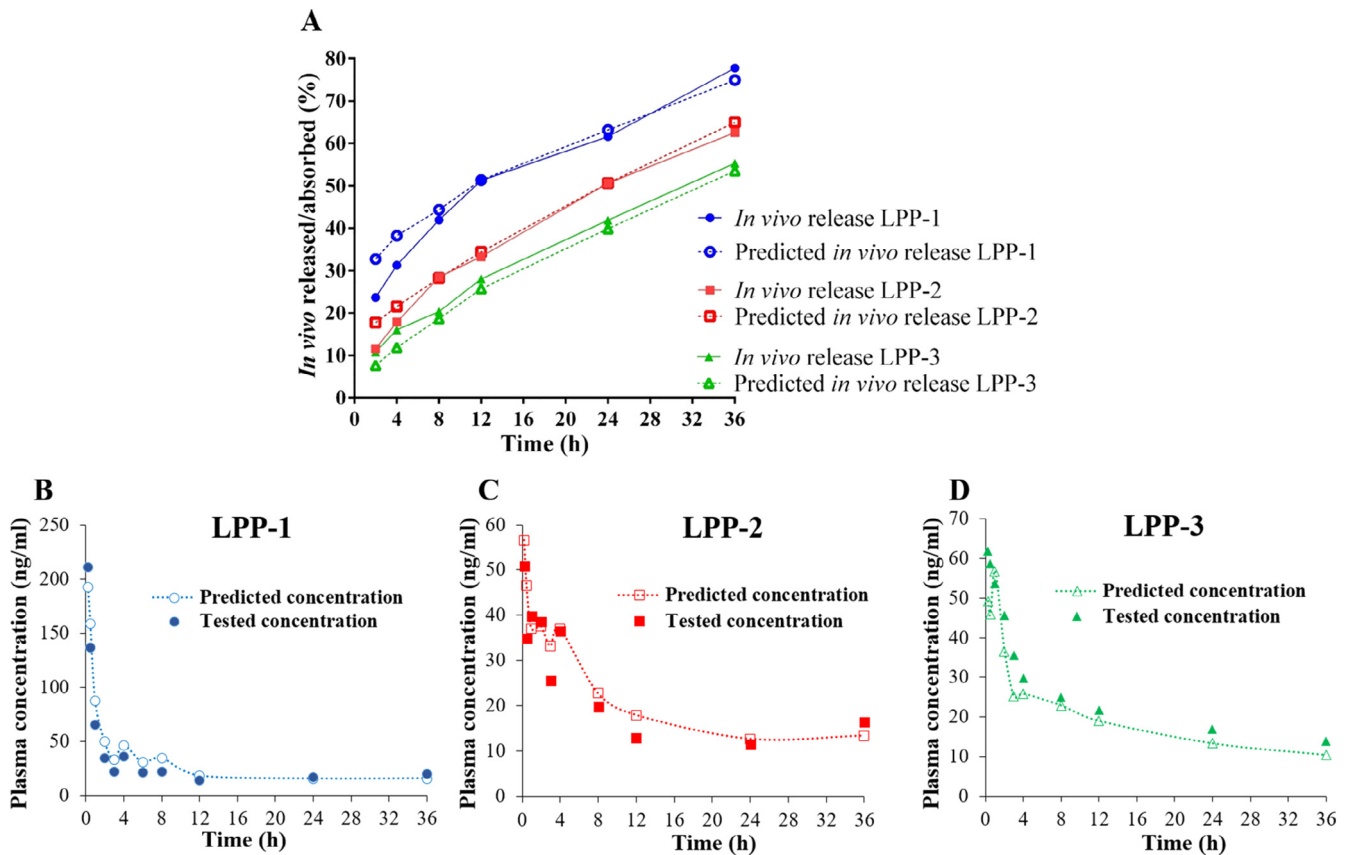 A
In vivo released/absorbed (%)
80
70
60
50
40
30
20
10
0
0 4 8 12 16 20 24 28 32 36
Time (h)
In vivo release LPP-1
Predicted in vivo release LPP-1
In vivo release LPP-2
Predicted in vivo release LPP-2
In vivo release LPP-3
Predicted in vivo release LPP-3
B
LPP-1
Plasma concentration (ng/ml)
250
200
150
100
50
0
0 4 8 12 16 20 24 28 32 36
Time (h)
Predicted concentration
Tested concentration
C
LPP-2
Plasma concentration (ng/ml)
60
50
40
30
20
10
0
0 4 8 12 16 20 24 28 32 36
Time (h)
Predicted concentration
Tested concentration
D
LPP-3
Plasma concentration (ng/ml)
70
60
50
40
30
20
10
0
0 4 8 12 16 20 24 28 32 36
Time (h)
Predicted concentration
Tested concentration